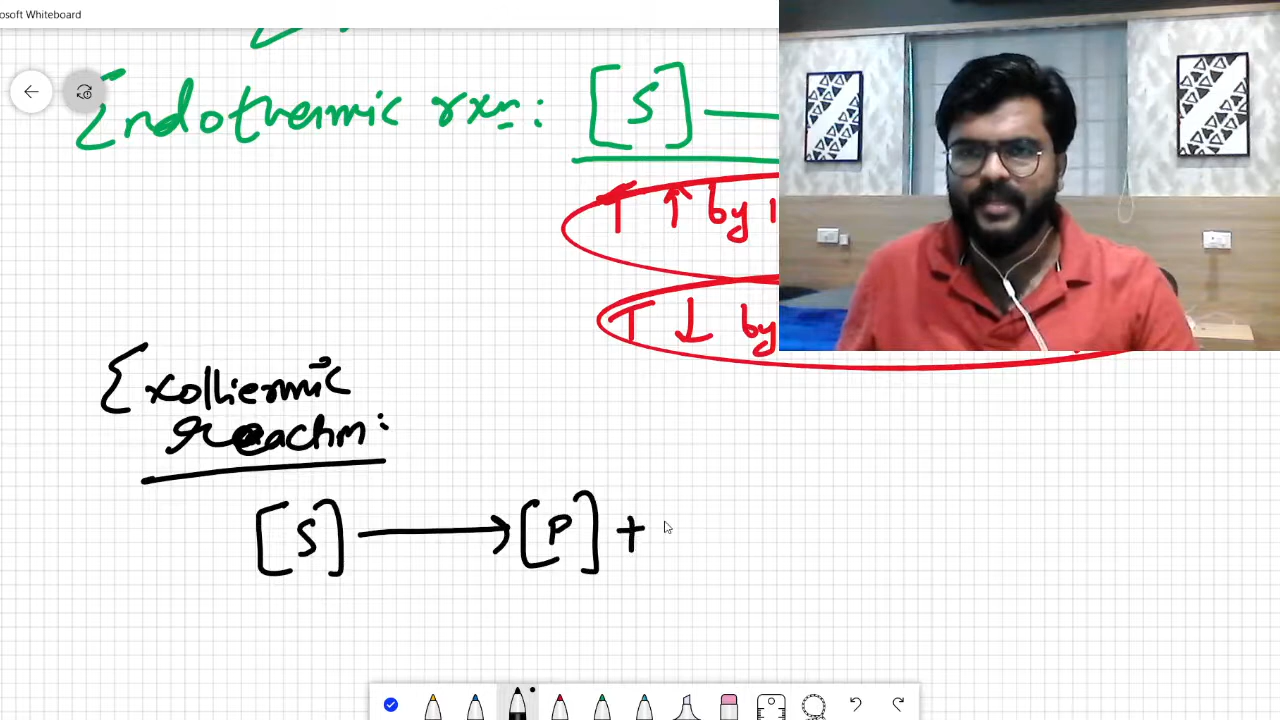 osoft Whiteboard
Endothermic rxn: [S]
T ↑ by
T ↓ by
Exothermic
Reaction:
[S] ⟶ [P] +